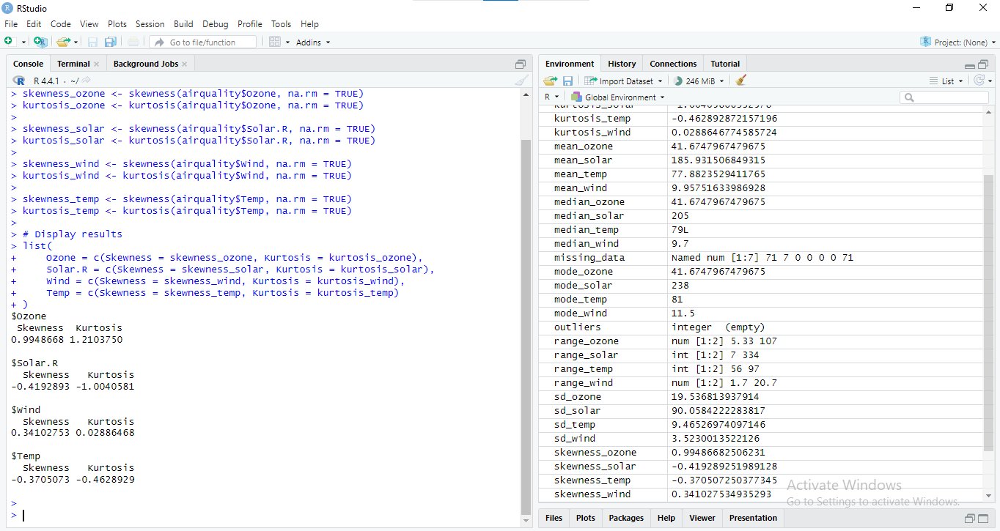 RStudio
File Edit Code View Plots Session Build Debug Profile Tools Help
Go to file/function Addins Project: (None)
Console Terminal Background Jobs
R 4.4.1 · ~/
> skewness_ozone <- skewness(airquality$Ozone, na.rm = TRUE)
> kurtosis_ozone <- kurtosis(airquality$Ozone, na.rm = TRUE)
>
> skewness_solar <- skewness(airquality$Solar.R, na.rm = TRUE)
> kurtosis_solar <- kurtosis(airquality$Solar.R, na.rm = TRUE)
>
> skewness_wind <- skewness(airquality$Wind, na.rm = TRUE)
> kurtosis_wind <- kurtosis(airquality$Wind, na.rm = TRUE)
>
> skewness_temp <- skewness(airquality$Temp, na.rm = TRUE)
> kurtosis_temp <- kurtosis(airquality$Temp, na.rm = TRUE)
>
> # Display results
> list(
+ Ozone = c(Skewness = skewness_ozone, Kurtosis = kurtosis_ozone),
+ Solar.R = c(Skewness = skewness_solar, Kurtosis = kurtosis_solar),
+ Wind = c(Skewness = skewness_wind, Kurtosis = kurtosis_wind),
+ Temp = c(Skewness = skewness_temp, Kurtosis = kurtosis_temp)
+ )
$Ozone
Skewness Kurtosis
0.9948668 1.2103750
$Solar.R
Skewness Kurtosis
-0.4192893 -1.0040581
$Wind
Skewness Kurtosis
0.34102753 0.02886468
$Temp
Skewness Kurtosis
-0.3705073 -0.4628929
>
>
Environment History Connections Tutorial
Import Dataset 246 MiB List
R Global Environment
kurtosis_solar
kurtosis_temp -0.462892872157196
kurtosis_wind 0.0288646774585724
mean_ozone 41.6747967479675
mean_solar 185.931506849315
mean_temp 77.8823529411765
mean_wind 9.95751633986928
median_ozone 41.6747967479675
median_solar 205
median_temp 79L
median_wind 9.7
missing_data Named num [1:7] 71 7 0 0 0 0 71
mode_ozone 41.6747967479675
mode_solar 238
mode_temp 81
mode_wind 11.5
outliers integer (empty)
range_ozone num [1:2] 5.33 107
range_solar int [1:2] 7 334
range_temp int [1:2] 56 97
range_wind num [1:2] 1.7 20.7
sd_ozone 19.536813937914
sd_solar 90.0584222283817
sd_temp 9.46526974097146
sd_wind 3.5230013522126
skewness_ozone 0.99486682506231
skewness_solar -0.419289251989128
skewness_temp -0.370507250377345
skewness_wind 0.341027534935293
Activate Windows
Go to Settings to activate Windows.
Files Plots Packages Help Viewer Presentation